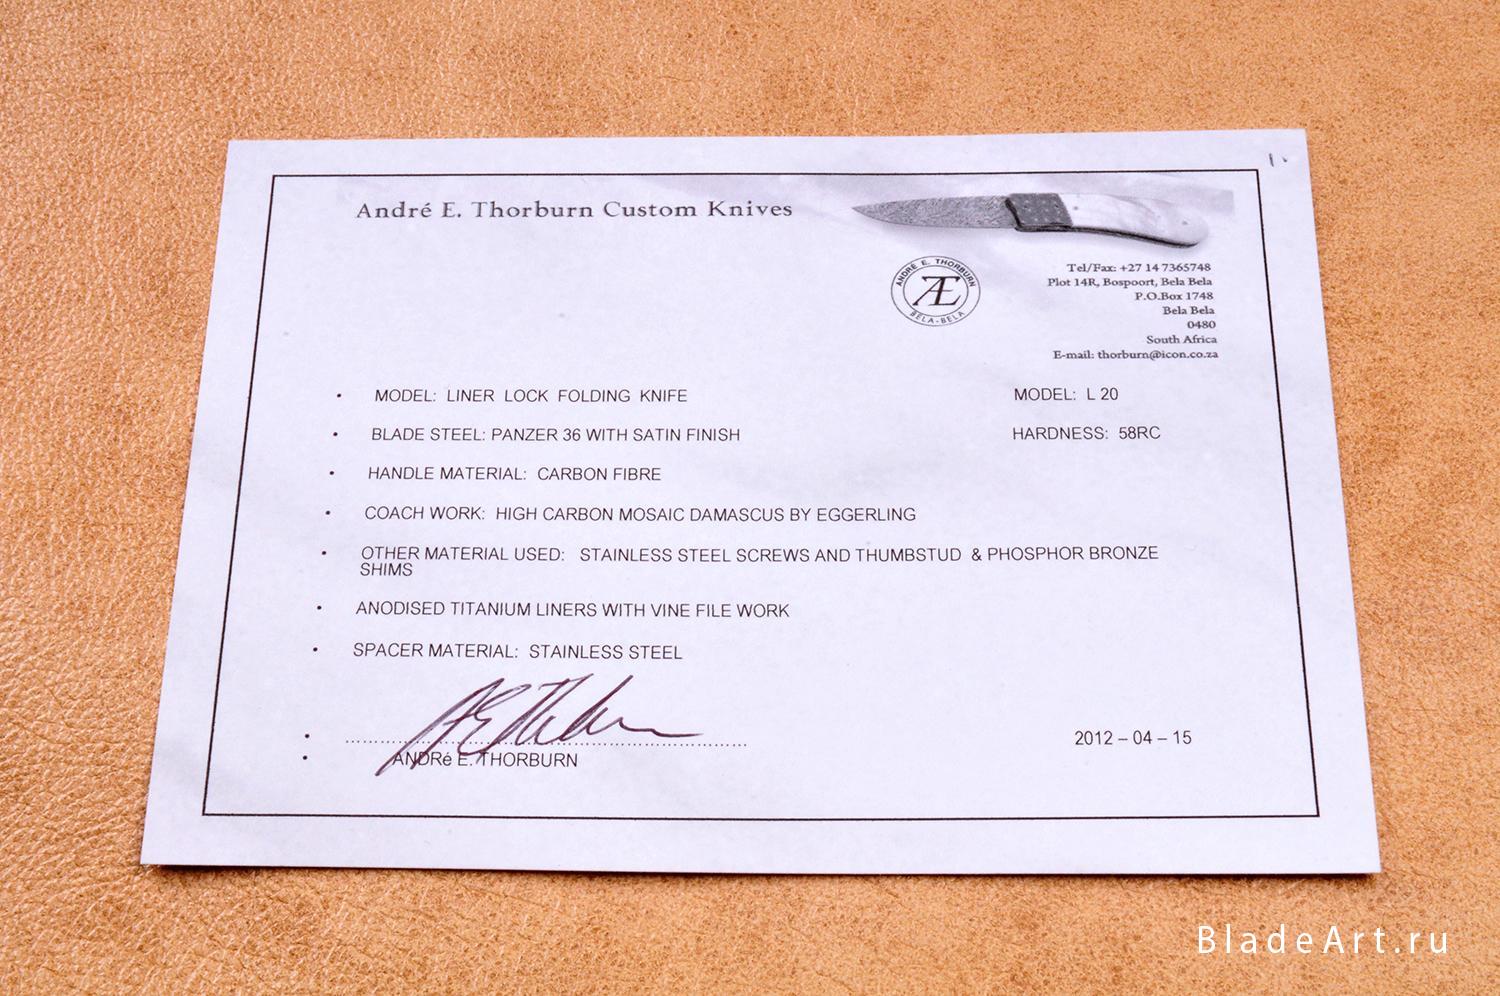 André E. Thorburn Custom Knives
ANDRÉ E. THORBURN
Æ
BELA-BELA
Tel/Fax: +27 14 7365748
Plot 14R, Bospoort, Bela Bela
P.O.Box 1748
Bela Bela
0480
South Africa
E-mail: thorburn@icon.co.za
• MODEL: LINER LOCK FOLDING KNIFE MODEL: L 20
• BLADE STEEL: PANZER 36 WITH SATIN FINISH HARDNESS: 58RC
• HANDLE MATERIAL: CARBON FIBRE
• COACH WORK: HIGH CARBON MOSAIC DAMASCUS BY EGGERLING
• OTHER MATERIAL USED: STAINLESS STEEL SCREWS AND THUMBSTUD & PHOSPHOR BRONZE
SHIMS
• ANODISED TITANIUM LINERS WITH VINE FILE WORK
• SPACER MATERIAL: STAINLESS STEEL
2012 – 04 – 15
• ANDRé E. THORBURN
BladeArt.ru